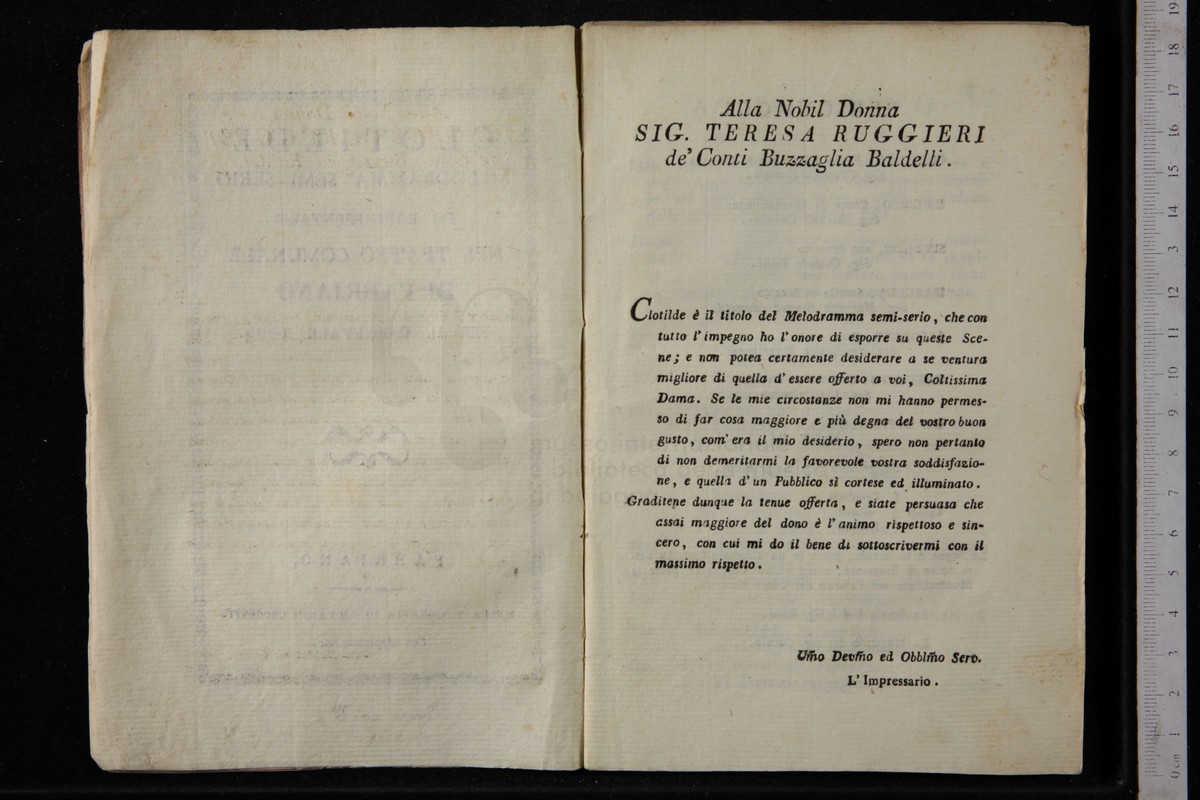 Alla Nobil Donna
SIG. TERESA RUGGIERI
de' Conti Buzzaglia Baldelli.
Clotilde è il titolo del Melodramma semi-serio, che con
tutto l'impegno ho l'onore di esporre su queste Sce-
ne; e non potea certamente desiderare a se ventura
migliore di quella d'essere offerto a voi, Coltissima
Dama. Se le mie circostanze non mi hanno permes-
so di far cosa maggiore e più degna del vostro buon
gusto, com' era il mio desiderio, spero non pertanto
di non demeritarmi la favorevole vostra soddisfazio-
ne, e quella d'un Pubblico sì cortese ed illuminato.
Graditene dunque la tenue offerta, e siate persuasa che
assai maggiore del dono è l'animo rispettoso e sin-
cero, con cui mi do il bene di sottoscrivermi con il
massimo rispetto.
Um̃o Devm̃o ed Obblm̃o Serv.
L'Impressario.